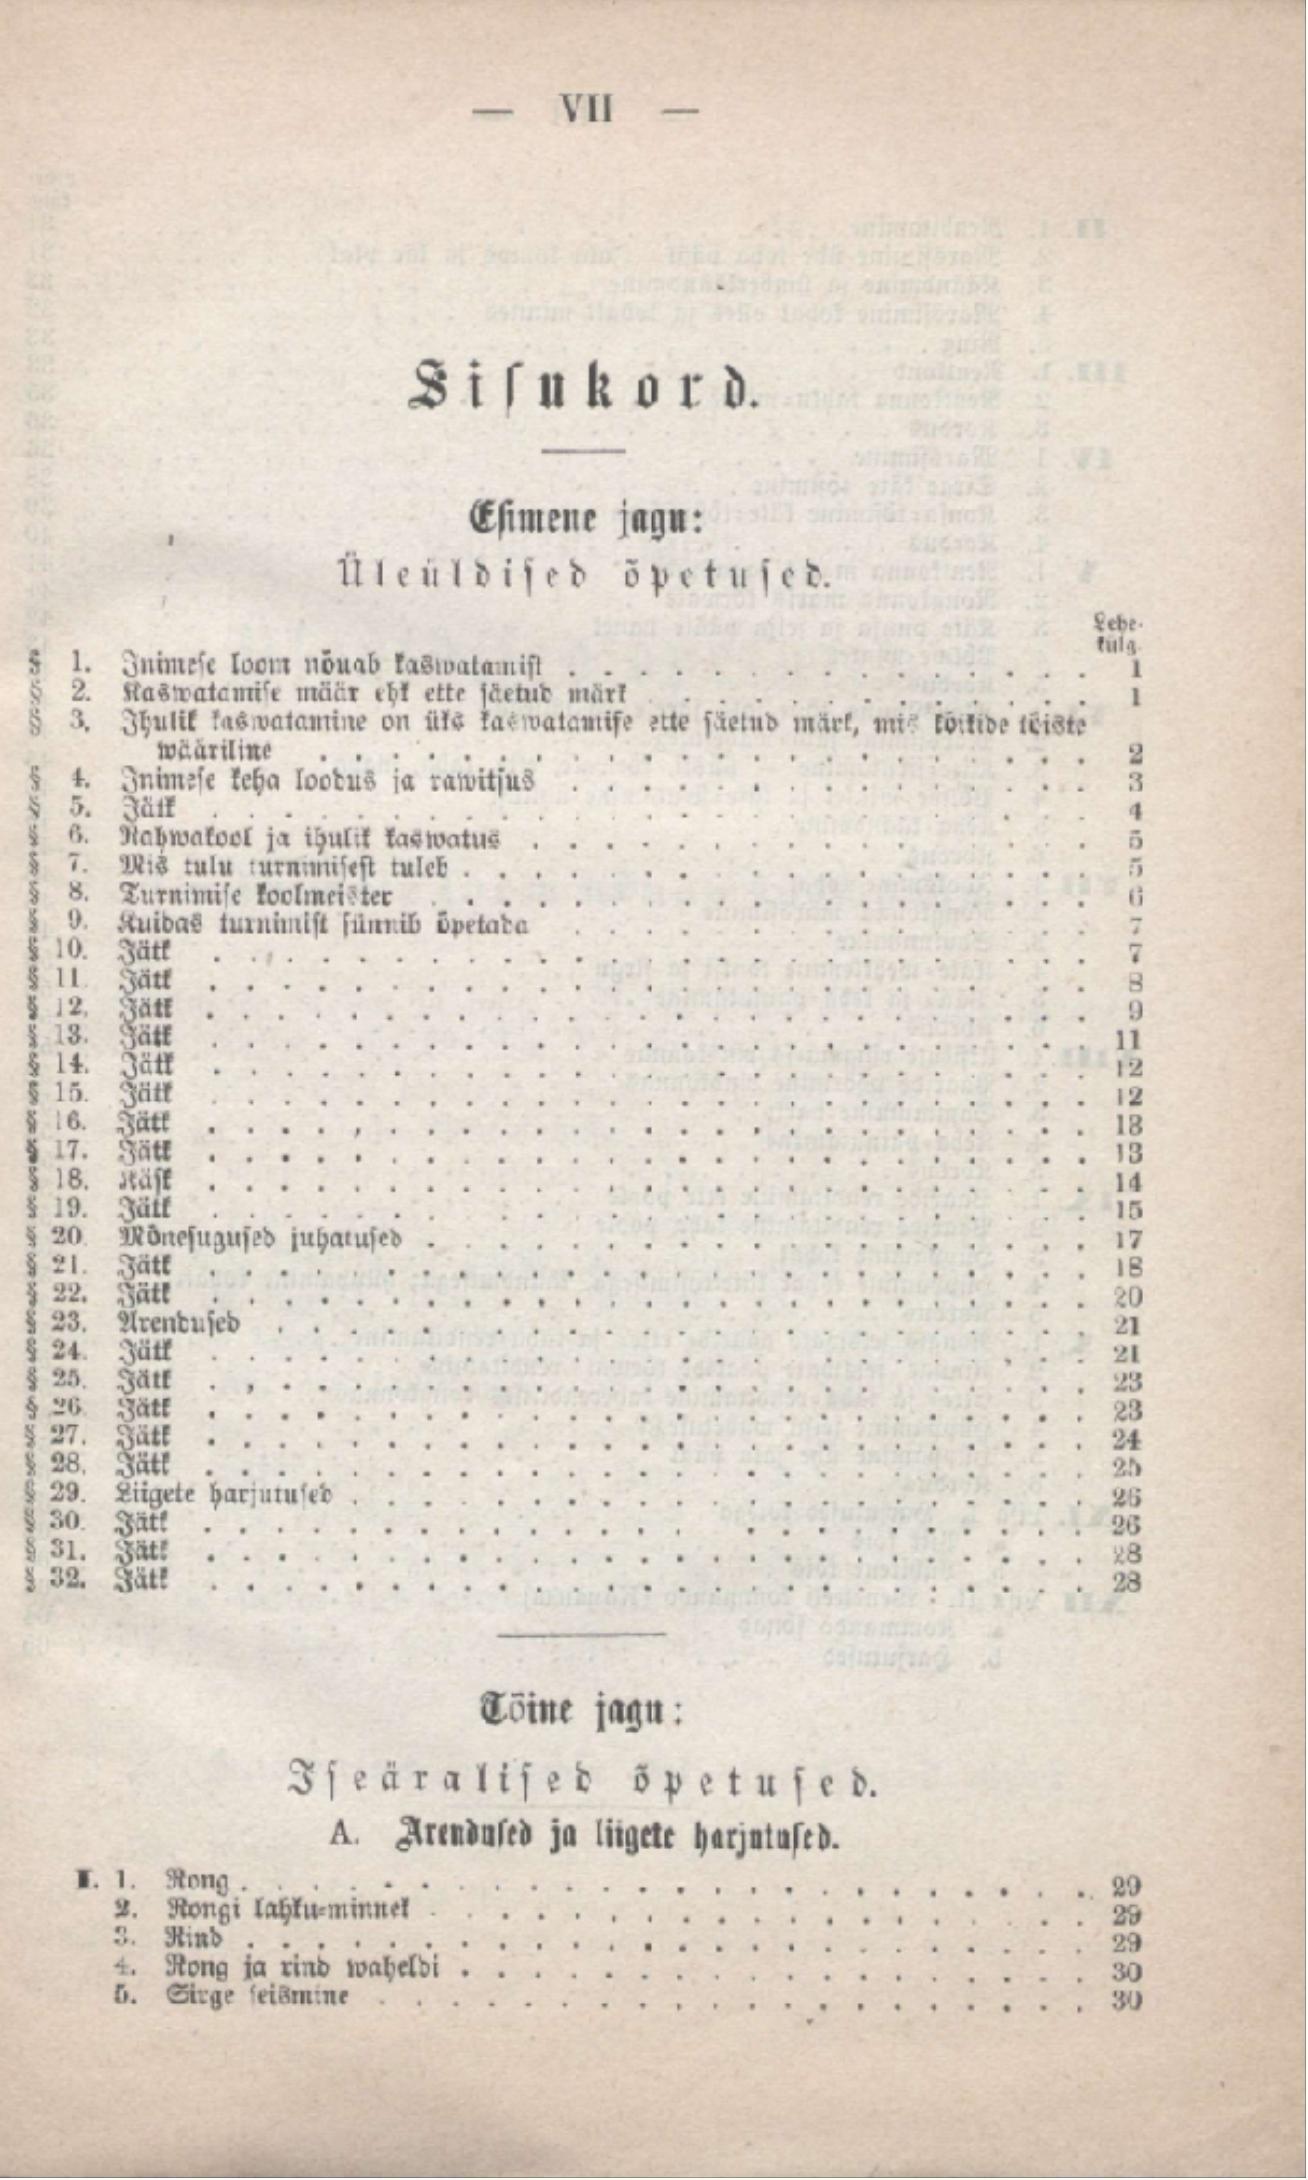 — VII —
Sisukord.
Esimene jagu:
Üleüldised õpetused.
Lehe-
külg.
§ 1. Inimese loom nõuab kaswatamist . . . . . . . . . . . . . . 1
§ 2. Kaswatamise määr ehk ette säetud märk . . . . . . . . . . . . 1
§ 3. Ihulik kaswatamine on üks kaswatamise ette säetud märk, mis kõikide tõiste
wääriline . . . . . . . . . . . . . . . . . . . . . 2
§ 4. Inimese keha loodus ja rawitsus . . . . . . . . . . . . . . 3
§ 5. Jätk . . . . . . . . . . . . . . . . . . . . . . . . 4
§ 6. Rahwakool ja ihulik kaswatus . . . . . . . . . . . . . . . 5
§ 7. Mis tulu turnimisest tuleb . . . . . . . . . . . . . . . . . 5
§ 8. Turnimise koolmeister . . . . . . . . . . . . . . . . . . 6
§ 9. Kuidas turnimist sünnib õpetada . . . . . . . . . . . . . . 7
§ 10. Jätk . . . . . . . . . . . . . . . . . . . . . . . . 7
§ 11. Jätk . . . . . . . . . . . . . . . . . . . . . . . . 8
§ 12. Jätk . . . . . . . . . . . . . . . . . . . . . . . . 9
§ 13. Jätk . . . . . . . . . . . . . . . . . . . . . . . . 11
§ 14. Jätk . . . . . . . . . . . . . . . . . . . . . . . . 12
§ 15. Jätk . . . . . . . . . . . . . . . . . . . . . . . . 12
§ 16. Jätk . . . . . . . . . . . . . . . . . . . . . . . . 13
§ 17. Jätk . . . . . . . . . . . . . . . . . . . . . . . . 13
§ 18. Käsk . . . . . . . . . . . . . . . . . . . . . . . . 14
§ 19. Jätk . . . . . . . . . . . . . . . . . . . . . . . . 15
§ 20. Mõnesugused juhatused . . . . . . . . . . . . . . . . . . 17
§ 21. Jätk . . . . . . . . . . . . . . . . . . . . . . . . 18
§ 22. Jätk . . . . . . . . . . . . . . . . . . . . . . . . 20
§ 23. Arendused . . . . . . . . . . . . . . . . . . . . . . 21
§ 24. Jätk . . . . . . . . . . . . . . . . . . . . . . . . 21
§ 25. Jätk . . . . . . . . . . . . . . . . . . . . . . . . 23
§ 26. Jätk . . . . . . . . . . . . . . . . . . . . . . . . 23
§ 27. Jätk . . . . . . . . . . . . . . . . . . . . . . . . 24
§ 28. Jätk . . . . . . . . . . . . . . . . . . . . . . . . 25
§ 29. Liigete harjutused . . . . . . . . . . . . . . . . . . . . 26
§ 30. Jätk . . . . . . . . . . . . . . . . . . . . . . . . 26
§ 31. Jätk . . . . . . . . . . . . . . . . . . . . . . . . 28
§ 32. Jätk . . . . . . . . . . . . . . . . . . . . . . . . 28
Tõine jagu:
Iseäralised õpetused.
A. Arendused ja liigete harjutused.
I. 1. Rong . . . . . . . . . . . . . . . . . . . . . . . 29
2. Rongi lahku-minnek . . . . . . . . . . . . . . . . . . 29
3. Rind . . . . . . . . . . . . . . . . . . . . . . . 29
4. Rong ja rind waheldi . . . . . . . . . . . . . . . . . 30
5. Sirge seismine . . . . . . . . . . . . . . . . . . . 30